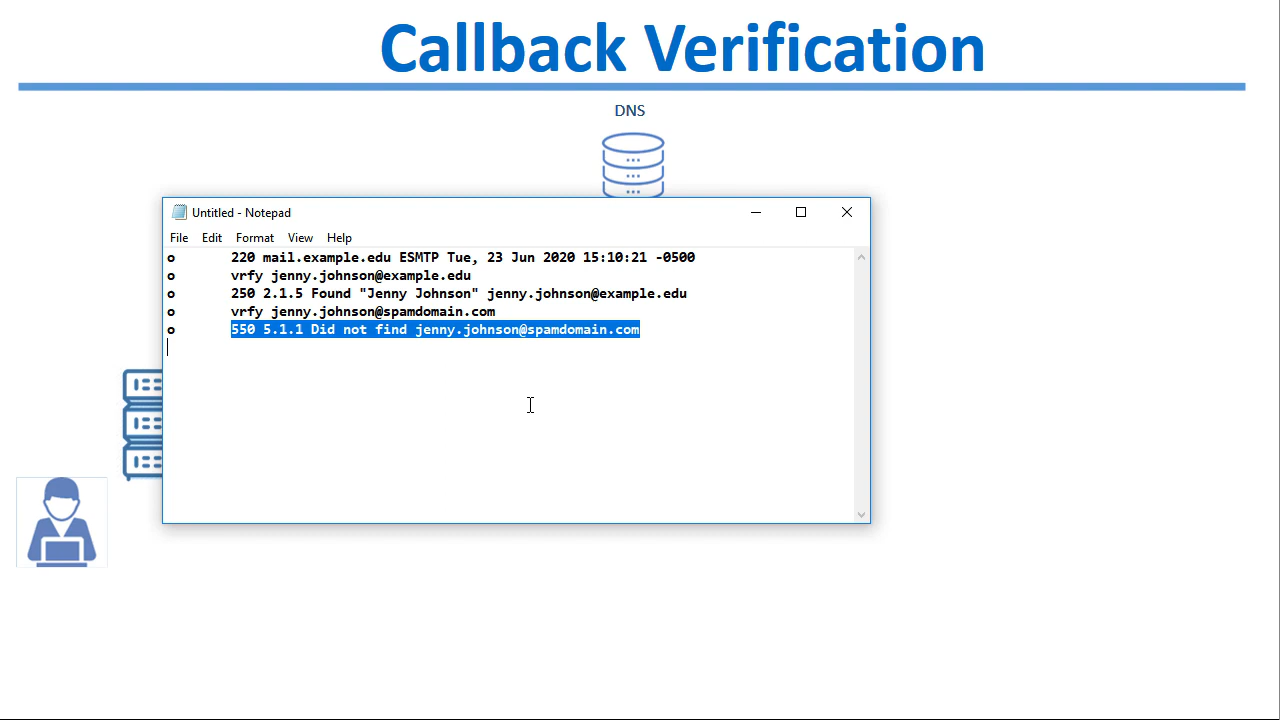 Callback Verification
DNS
Untitled - Notepad
File Edit Format View Help
o 220 mail.example.edu ESMTP Tue, 23 Jun 2020 15:10:21 -0500
o vrfy jenny.johnson@example.edu
o 250 2.1.5 Found "Jenny Johnson" jenny.johnson@example.edu
o vrfy jenny.johnson@spamdomain.com
o 550 5.1.1 Did not find jenny.johnson@spamdomain.com